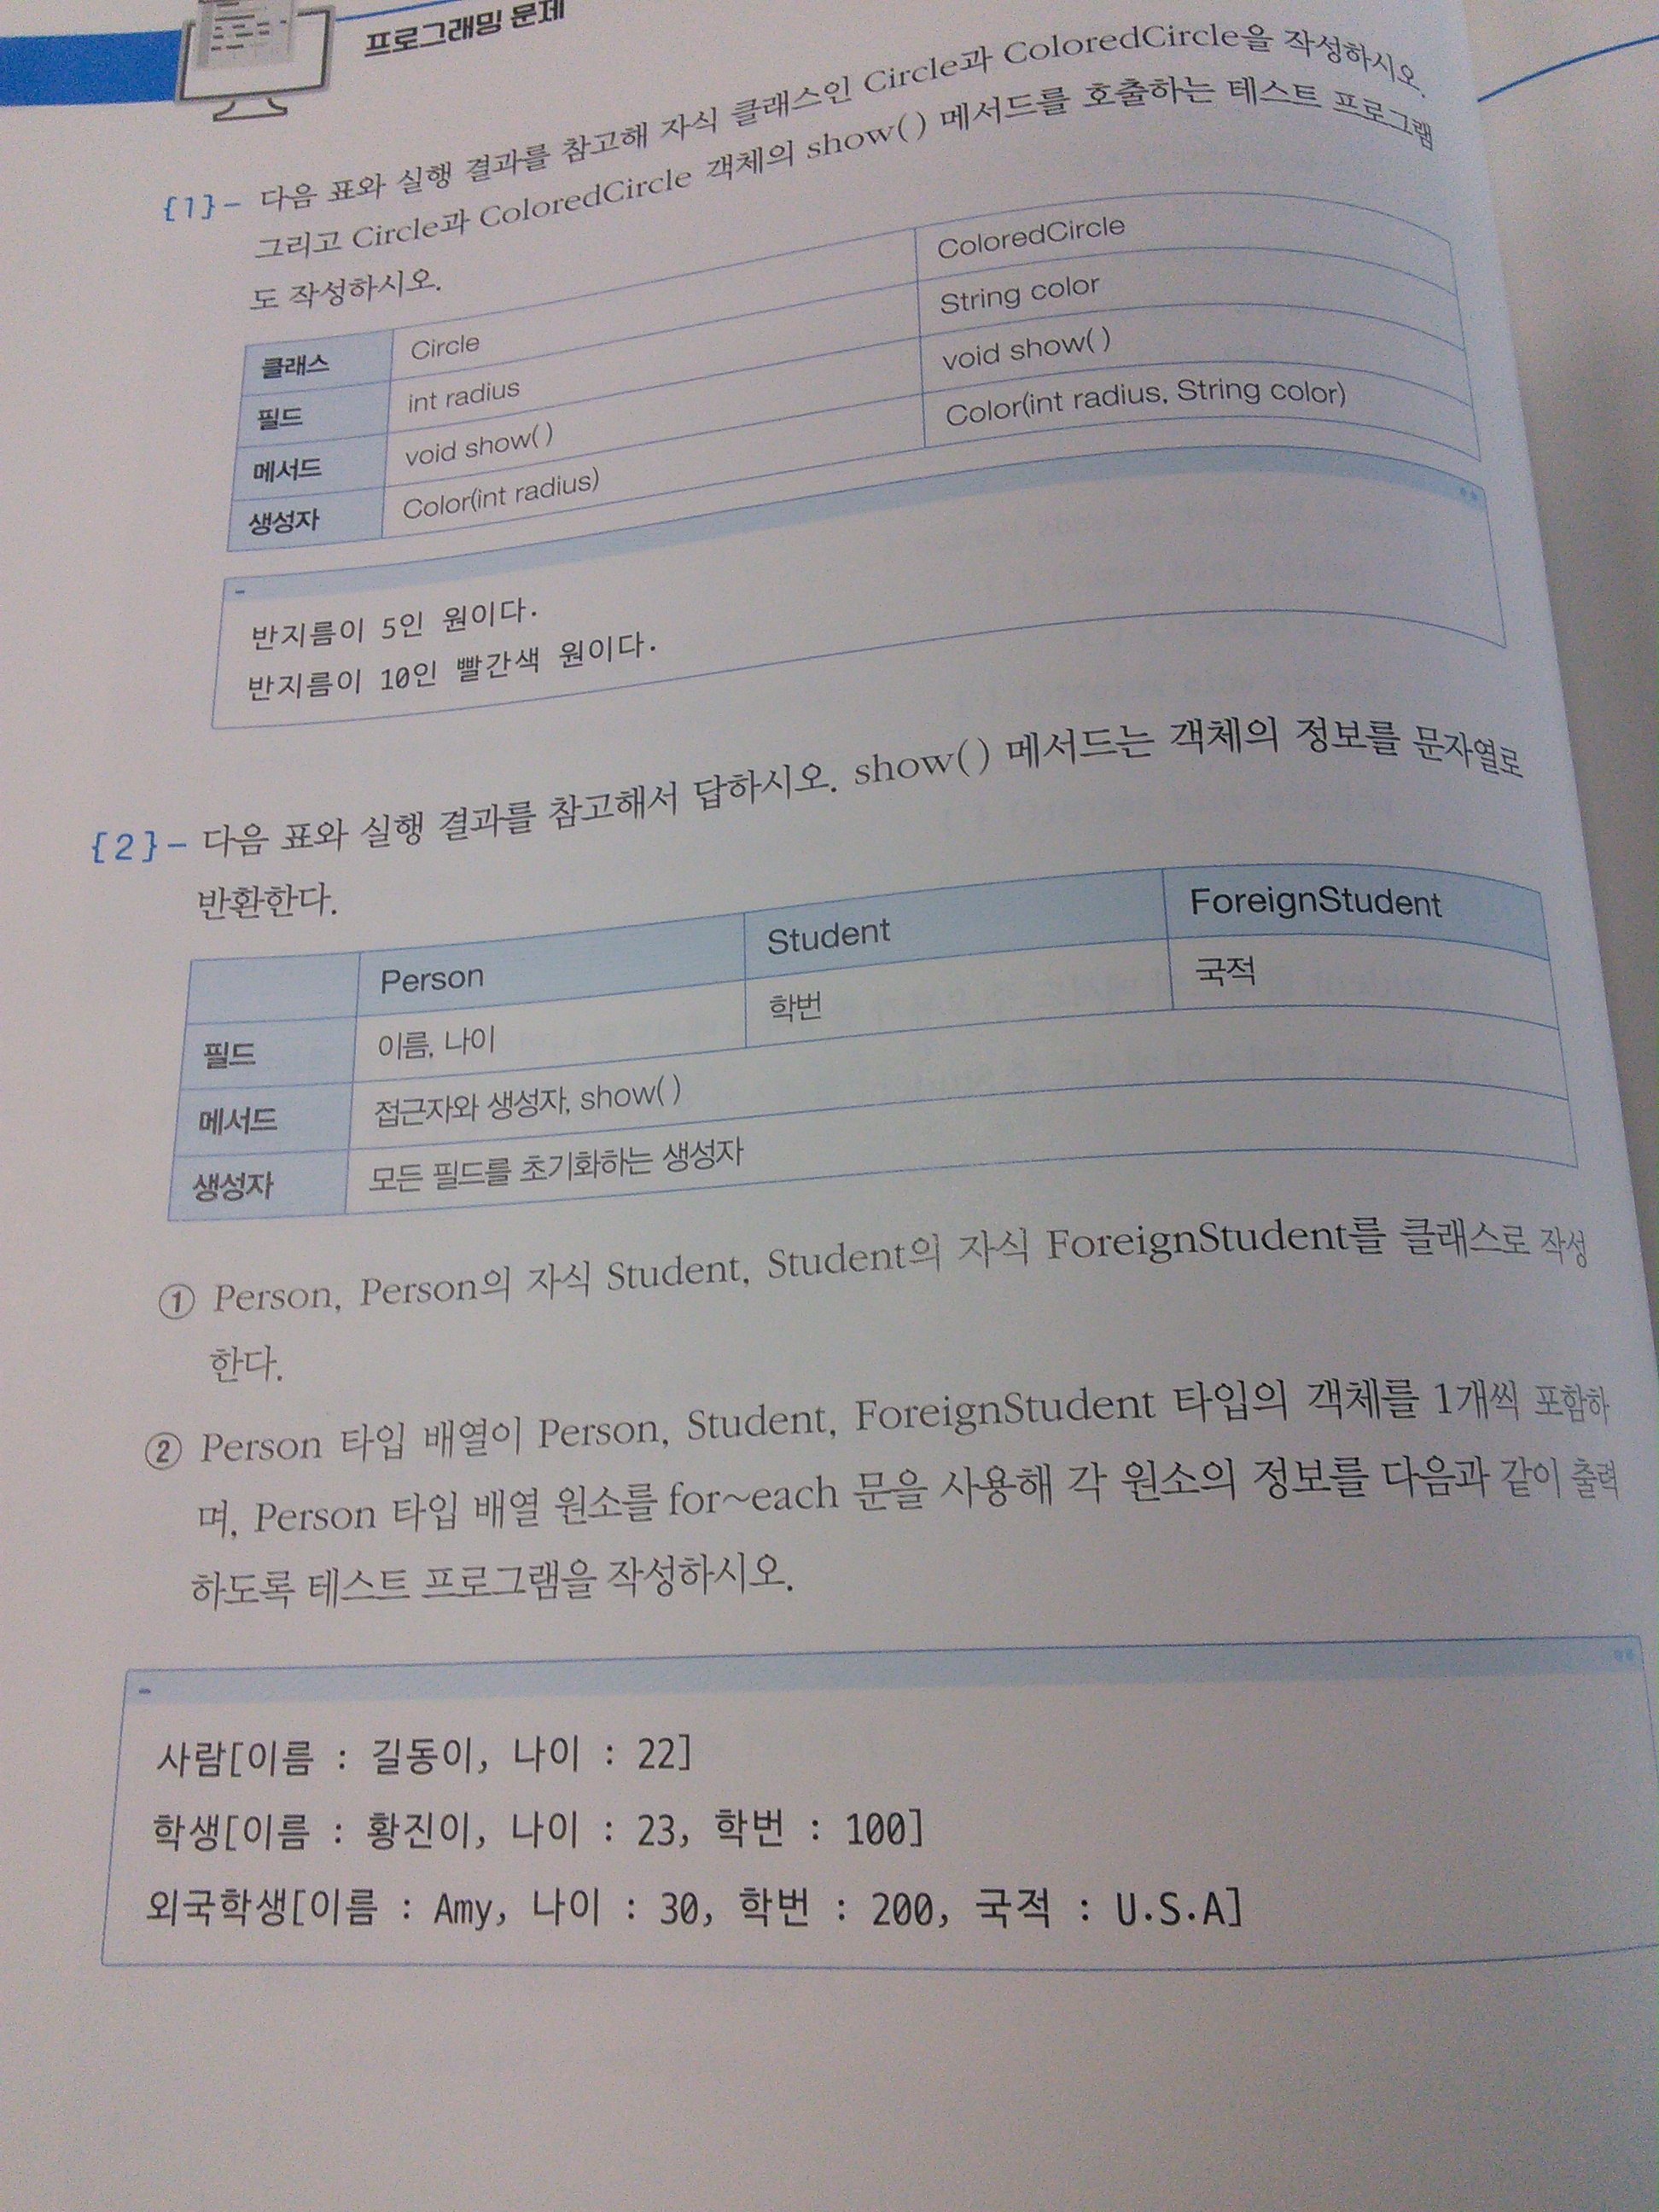 프로그래밍 문제
{1}- 다음 표와 실행 결과를 참고해 자식 클래스인 Circle과 ColoredCircle을 작성하시오.
그리고 Circle과 ColoredCircle 객체의 show( ) 메서드를 호출하는 테스트 프로그램
도 작성하시오.
클래스 Circle ColoredCircle
필드 int radius String color
메서드 void show( ) void show( )
생성자 Color(int radius) Color(int radius, String color)
반지름이 5인 원이다.
반지름이 10인 빨간색 원이다.
{2}- 다음 표와 실행 결과를 참고해서 답하시오. show( ) 메서드는 객체의 정보를 문자열로
반환한다.
Person Student ForeignStudent
필드 이름, 나이 학번 국적
메서드 접근자와 생성자, show( )
생성자 모든 필드를 초기화하는 생성자
① Person, Person의 자식 Student, Student의 자식 ForeignStudent를 클래스로 작성
한다.
② Person 타입 배열이 Person, Student, ForeignStudent 타입의 객체를 1개씩 포함하
며, Person 타입 배열 원소를 for~each 문을 사용해 각 원소의 정보를 다음과 같이 출력
하도록 테스트 프로그램을 작성하시오.
사람[이름 : 길동이, 나이 : 22]
학생[이름 : 황진이, 나이 : 23, 학번 : 100]
외국학생[이름 : Amy, 나이 : 30, 학번 : 200, 국적 : U.S.A]